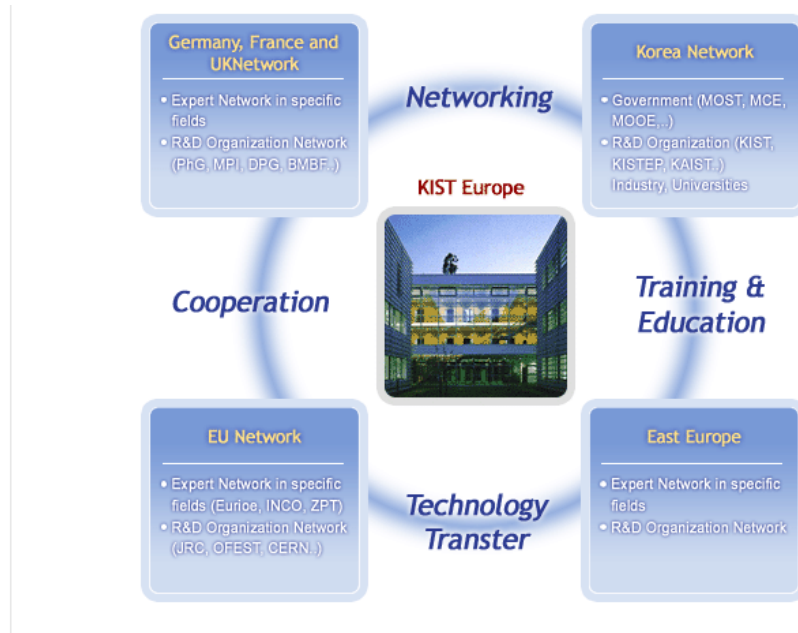 Germany, France and
UKNetwork
• Expert Network in specific
fields
• R&D Organization Network
(PhG, MPI, DPG, BMBF..)
Networking
Korea Network
• Government (MOST, MCE,
MOOE,..)
• R&D Organization (KIST,
KISTEP, KAIST..)
Industry, Universities
KIST Europe
Cooperation
Training &
Education
EU Network
• Expert Network in specific
fields (Eurioe, INCO, ZPT)
• R&D Organization Network
(JRC, OFEST, CERN..)
Technology
Transter
East Europe
• Expert Network in specific
fields
• R&D Organization Network